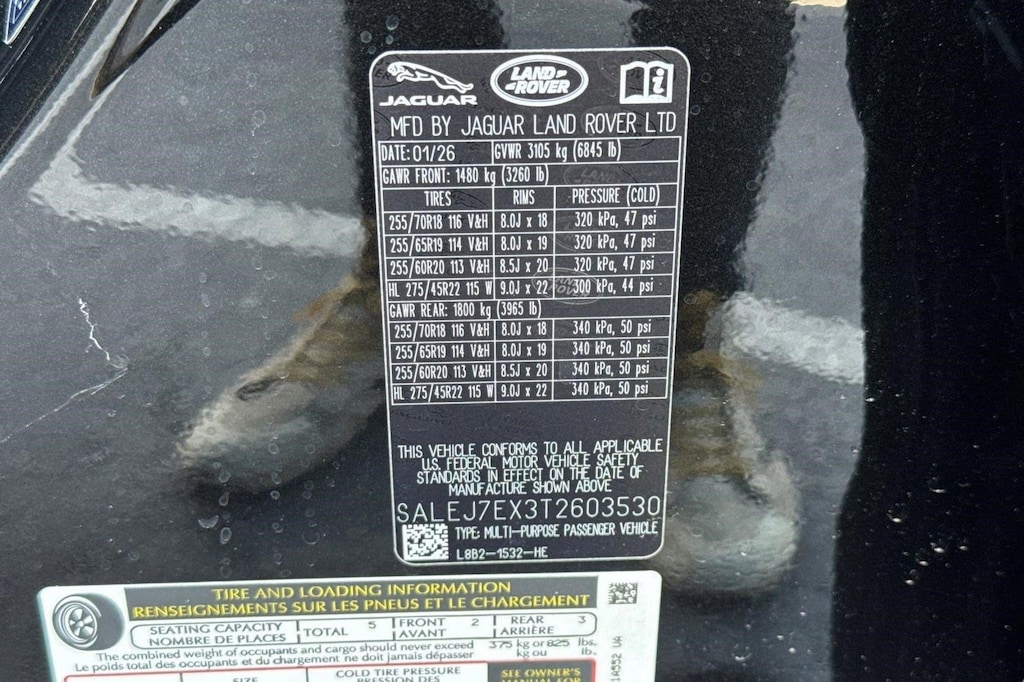 JAGUAR
LAND ROVER
MFD BY JAGUAR LAND ROVER LTD
DATE: 01/26 GVWR 3105 kg (6845 lb)
GAWR FRONT: 1480 kg (3260 lb)
TIRES RIMS PRESSURE (COLD)
255/70R18 116 V&H 8.0J x 18 320 kPa, 47 psi
255/65R19 114 V&H 8.0J x 19 320 kPa, 47 psi
255/60R20 113 V&H 8.5J x 20 320 kPa, 47 psi
HL 275/45R22 115 W 9.0J x 22 300 kPa, 44 psi
GAWR REAR: 1800 kg (3965 lb)
255/70R18 116 V&H 8.0J x 18 340 kPa, 50 psi
255/65R19 114 V&H 8.0J x 19 340 kPa, 50 psi
255/60R20 113 V&H 8.5J x 20 340 kPa, 50 psi
HL 275/45R22 115 W 9.0J x 22 340 kPa, 50 psi
THIS VEHICLE CONFORMS TO ALL APPLICABLE
U.S. FEDERAL MOTOR VEHICLE SAFETY
STANDARDS IN EFFECT ON THE DATE OF
MANUFACTURE SHOWN ABOVE
SALEJ7EX3T2603530
TYPE: MULTI-PURPOSE PASSENGER VEHICLE
L8B2-1532-HE
TIRE AND LOADING INFORMATION
RENSEIGNEMENTS SUR LES PNEUS ET LE CHARGEMENT
SEATING CAPACITY TOTAL 5 FRONT 2 REAR 3
NOMBRE DE PLACES AVANT ARRIÈRE
The combined weight of occupants and cargo should never exceed 375 kg or 825 lbs.
Le poids total des occupants et du chargement ne doit jamais dépasser kg ou lb.
SIZE COLD TIRE PRESSURE SEE OWNER'S
PRESSION DES MANUAL FOR